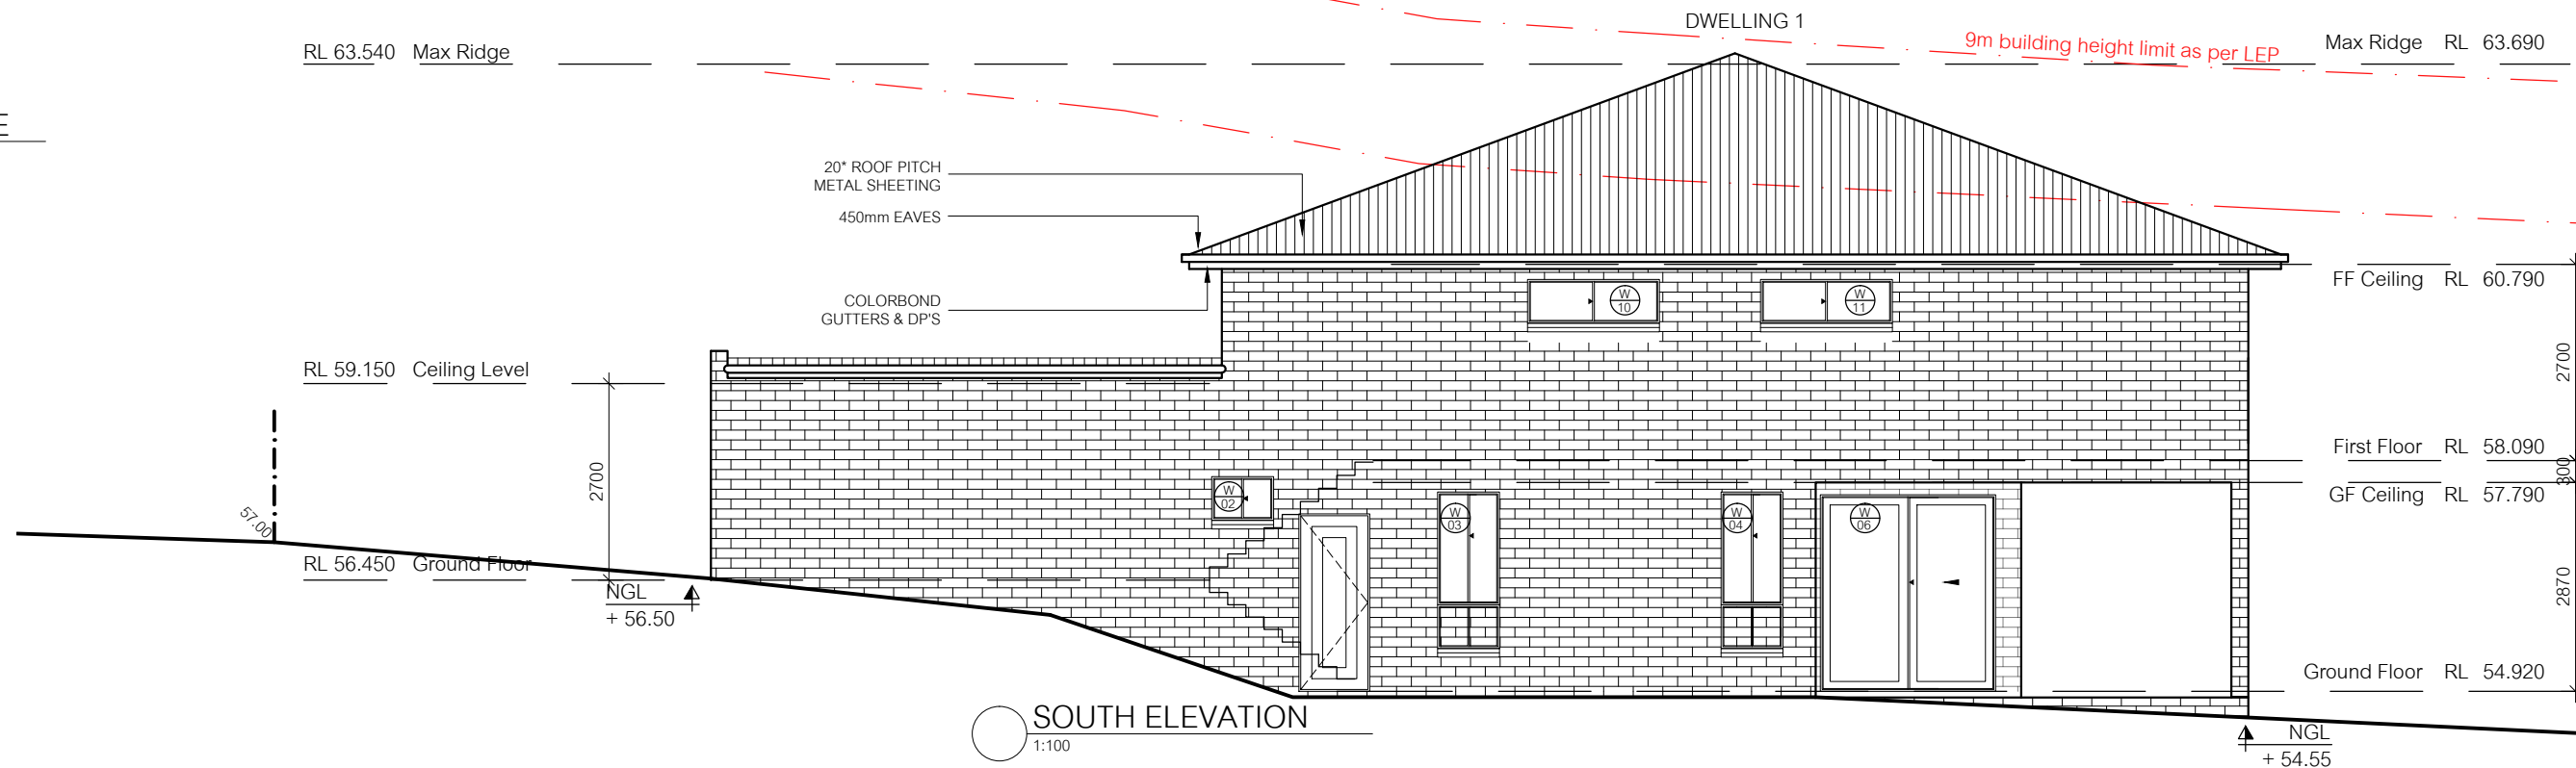 DWELLING 1
9m building height limit as per LEP
RL 63.540 Max Ridge
Max Ridge RL 63.690
E
20* ROOF PITCH
METAL SHEETING
450mm EAVES
COLORBOND
GUTTERS & DP'S
FF Ceiling RL 60.790
W
10
W
11
2700
RL 59.150 Ceiling Level
First Floor RL 58.090
300
GF Ceiling RL 57.790
2700
W
02
W
03
W
04
W
06
57.00
RL 56.450 Ground Floor
2870
NGL
+ 56.50
Ground Floor RL 54.920
SOUTH ELEVATION
1:100
NGL
+ 54.55